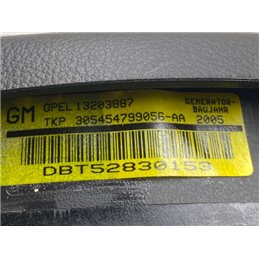 GM OPEL 13203887 GENERATOR-
BAUJAHR
TKP 305454799056-AA 2005
DBT52830153